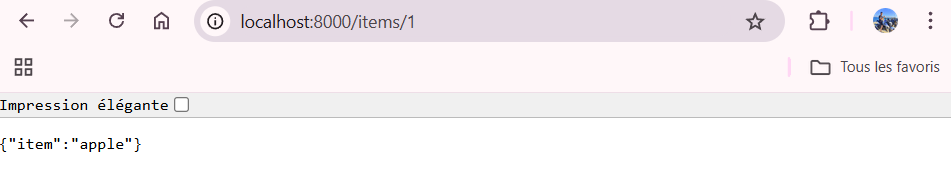 localhost:8000/items/1
Tous les favoris
Impression élégante
{"item":"apple"}